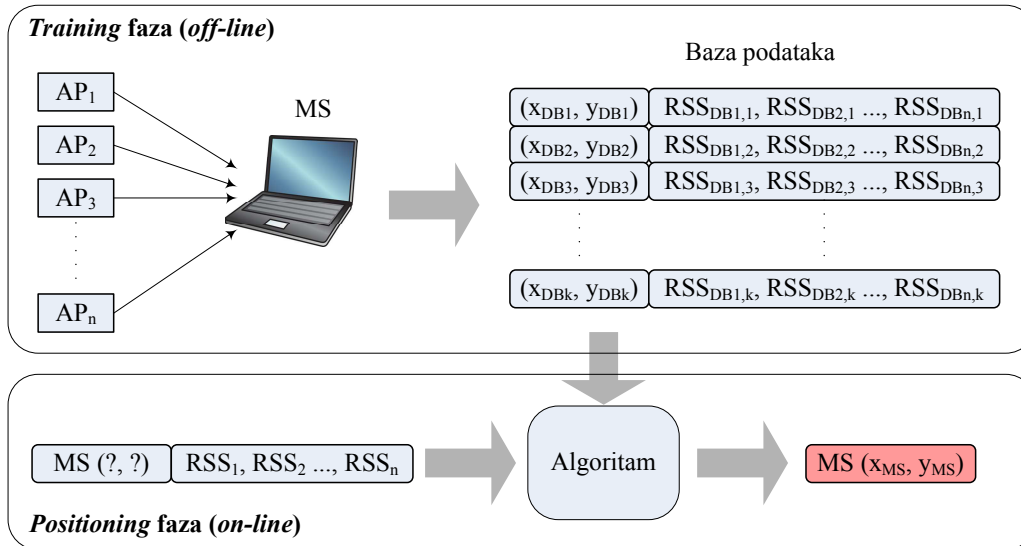 Training faza (off-line)
Baza podataka
AP1
AP2
AP3
. . . . .
APn
MS
(xDB1, yDB1) RSSDB1,1, RSSDB2,1 ..., RSSDBn,1
(xDB2, yDB2) RSSDB1,2, RSSDB2,2 ..., RSSDBn,2
(xDB3, yDB3) RSSDB1,3, RSSDB2,3 ..., RSSDBn,3
(xDBk, yDBk) RSSDB1,k, RSSDB2,k ..., RSSDBn,k
MS (?, ?) RSS1, RSS2 ..., RSSn
Algoritam
MS (xMS, yMS)
Positioning faza (on-line)